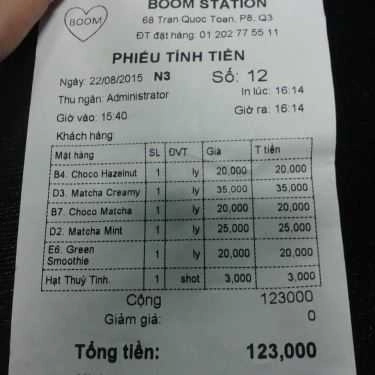 BOOM
BOOM STATION
68 Tran Quoc Toan, P8, Q3
ĐT đặt hàng: 01 202 77 55 11
PHIẾU TÍNH TIỀN
Ngày: 22/08/2015 N3 Số: 12
Thu ngân: Administrator In lúc: 16:14
Giờ vào: 15:40 Giờ ra: 16:14
Khách hàng:
Mặt hàng SL ĐVT Giá T tiền
B4. Choco Hazelnut 1 ly 20,000 20,000
D3. Matcha Creamy 1 ly 35,000 35,000
B7. Choco Matcha 1 ly 20,000 20,000
D2. Matcha Mint 1 ly 25,000 25,000
E6. Green Smoothie 1 ly 20,000 20,000
Hạt Thuỷ Tinh. 1 shot 3,000 3,000
Cộng 123000
Giảm giá: 0
Tổng tiền: 123,000